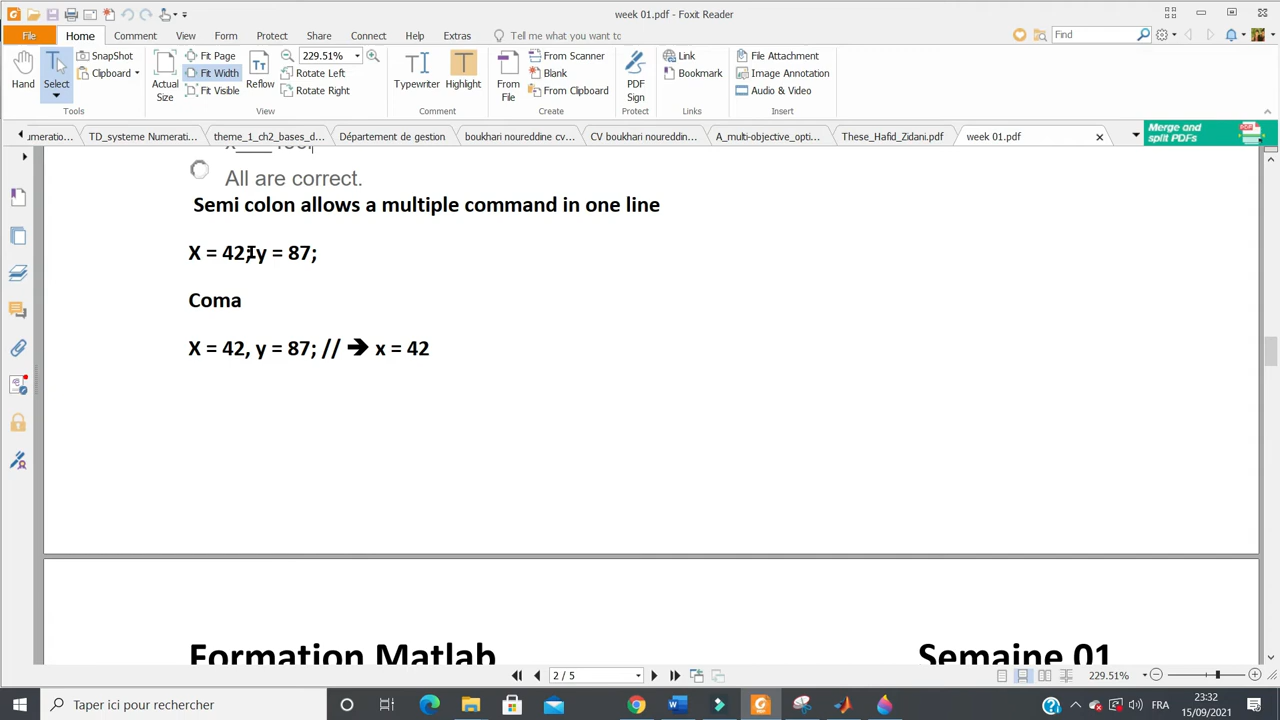 week 01.pdf - Foxit Reader
File Home Comment View Form Protect Share Connect Help Extras Tell me what you want to Find
Hand
Select
SnapShot
Clipboard
Tools
Actual
Size
Fit Page
Fit Width
Fit Visible
Reflow
229.51%
Rotate Left
Rotate Right
View
Typewriter
Highlight
Comment
From
File
From Scanner
Blank
From Clipboard
Create
PDF
Sign
Protect
Link
Bookmark
Links
File Attachment
Image Annotation
Audio & Video
Insert
umeratio... TD_systeme Numerati... theme_1_ch2_bases_d... Département de gestion boukhari noureddine cv... CV boukhari noureddin... A_multi-objective_opti... These_Hafid_Zidani.pdf week 01.pdf
Merge and
split PDFs
All are correct.
Semi colon allows a multiple command in one line
X = 42; y = 87;
Coma
X = 42, y = 87; // ➔ x = 42
Formation Matlab Semaine 01
2 / 5 229.51%
Taper ici pour rechercher
FRA
23:32
15/09/2021